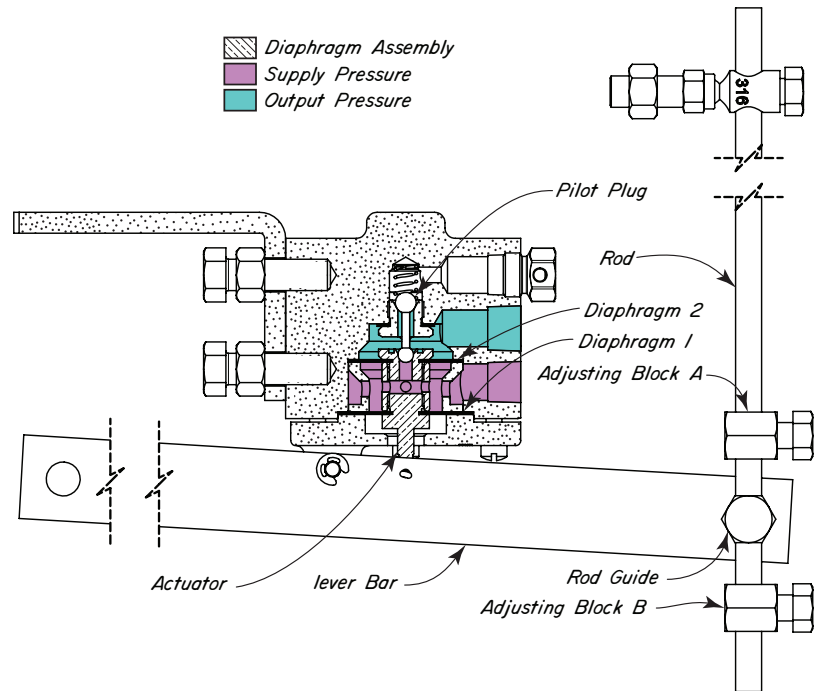 Diaphragm Assembly
Supply Pressure
Output Pressure
316
Pilot Plug
Rod
Diaphragm 2
Diaphragm 1
Adjusting Block A
Actuator
lever Bar
Rod Guide
Adjusting Block B